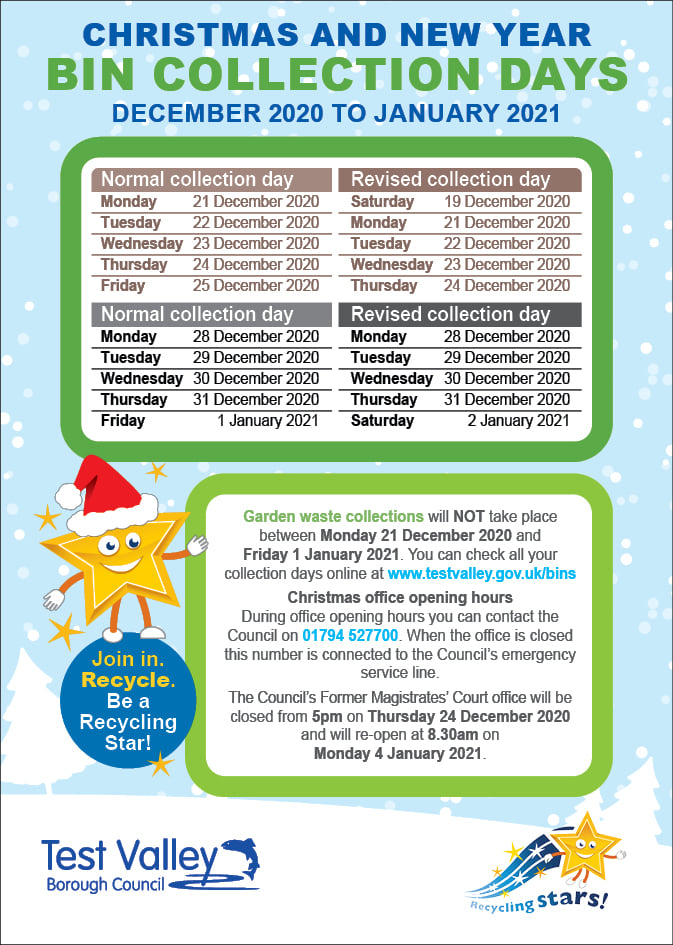 CHRISTMAS AND NEW YEAR
BIN COLLECTION DAYS
DECEMBER 2020 TO JANUARY 2021
Normal collection day Revised collection day
Monday 21 December 2020 Saturday 19 December 2020
Tuesday 22 December 2020 Monday 21 December 2020
Wednesday 23 December 2020 Tuesday 22 December 2020
Thursday 24 December 2020 Wednesday 23 December 2020
Friday 25 December 2020 Thursday 24 December 2020
Normal collection day Revised collection day
Monday 28 December 2020 Monday 28 December 2020
Tuesday 29 December 2020 Tuesday 29 December 2020
Wednesday 30 December 2020 Wednesday 30 December 2020
Thursday 31 December 2020 Thursday 31 December 2020
Friday 1 January 2021 Saturday 2 January 2021
Garden waste collections will NOT take place
between Monday 21 December 2020 and
Friday 1 January 2021. You can check all your
collection days online at www.testvalley.gov.uk/bins
Christmas office opening hours
During office opening hours you can contact the
Council on 01794 527700. When the office is closed
this number is connected to the Council's emergency
service line.
The Council's Former Magistrates' Court office will be
closed from 5pm on Thursday 24 December 2020
and will re-open at 8.30am on
Monday 4 January 2021.
Join in.
Recycle.
Be a
Recycling
Star!
Test Valley
Borough Council
Recycling stars!